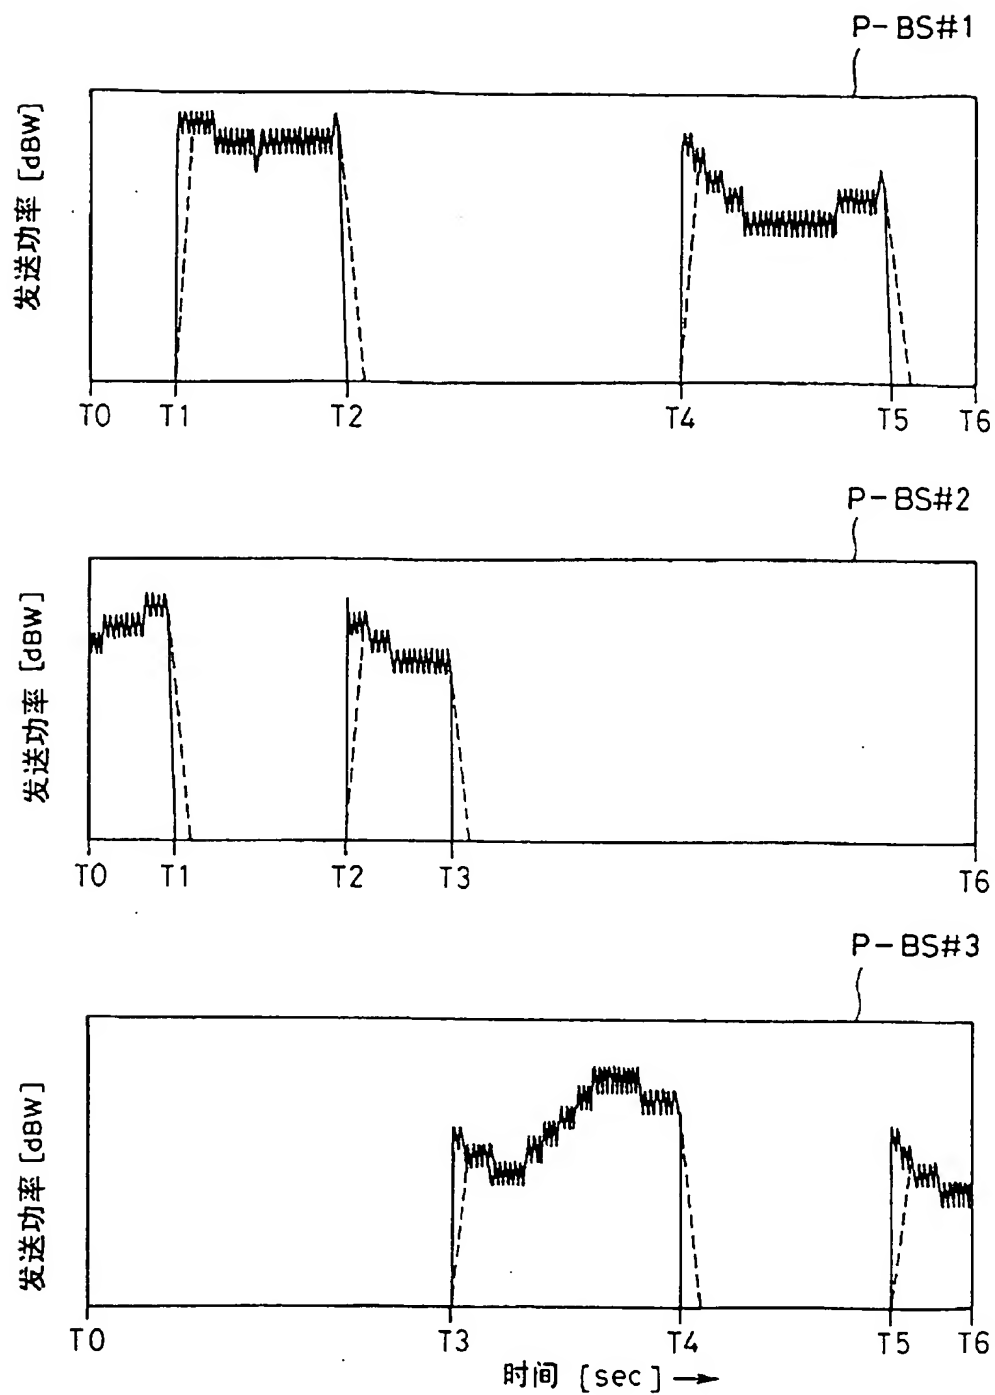 P-BS#1
发送功率 [dBW]
T0 T1 T2 T4 T5 T6
P-BS#2
发送功率 [dBW]
T0 T1 T2 T3 T6
P-BS#3
发送功率 [dBW]
T0 T3 T4 T5 T6
时间 [sec] →